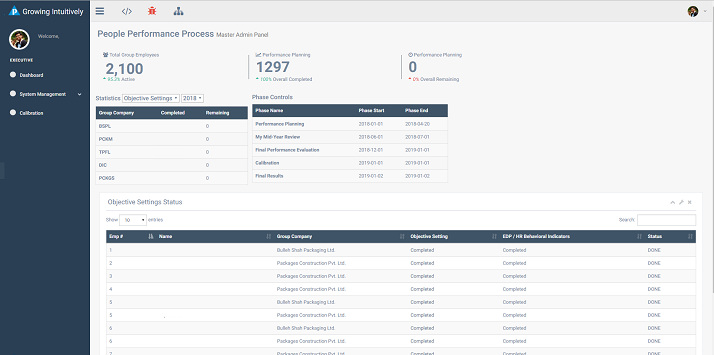 Growing Intuitively
Welcome,
EXECUTIVE
Dashboard
System Management
Calibration
People Performance Process Master Admin Panel
Total Group Employees
2,100
95.3% Active
Performance Planning
1297
100% Overall Completed
Performance Planning
0
0% Overall Remaining
Statistics Objective Settings 2018
Group Company Completed Remaining
BSPL 0
PCKM 0
TPFL 0
DIC 0
PCKGS 0
Phase Controls
Phase Name Phase Start Phase End
Performance Planning 2018-01-01 2018-04-20
My Mid-Year Review 2018-06-01 2018-07-01
Final Performance Evaluation 2018-12-01 2019-01-01
Calibration 2019-01-01 2019-01-01
Final Results 2019-01-02 2019-01-02
Objective Settings Status
Show 10 entries Search:
Emp # Name Group Company Objective Setting EDP / HR Behavioral Indicators Status
1 Bulleh Shah Packaging Ltd. Completed Completed DONE
2 Packages Construction Pvt. Ltd. Completed Completed DONE
3 Packages Construction Pvt. Ltd. Completed Completed DONE
4 Packages Construction Pvt. Ltd. Completed Completed DONE
5 Bulleh Shah Packaging Ltd. Completed Completed DONE
5 Packages Construction Pvt. Ltd. Completed Completed DONE
6 Bulleh Shah Packaging Ltd. Completed Completed DONE
6 Packages Construction Pvt. Ltd. Completed Completed DONE
7 Packages Construction Pvt. Ltd. Completed Completed DONE